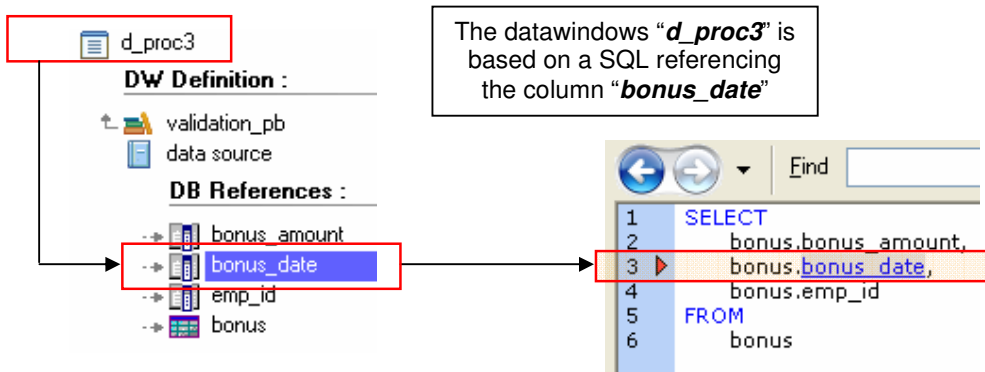 d_proc3
The datawindows “d_proc3” is
based on a SQL referencing
the column “bonus_date”
DW Definition :
validation_pb
data source
DB References :
bonus_amount
bonus_date
emp_id
bonus
Find
1 SELECT
2 bonus.bonus_amount,
3 bonus.bonus_date,
4 bonus.emp_id
5 FROM
6 bonus